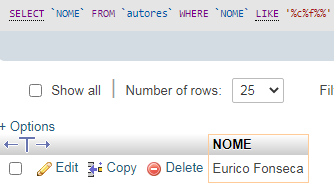 SELECT `NOME` FROM `autores` WHERE `NOME` LIKE '%c%f%%'
Show all Number of rows: 25 Fil
+ Options
←T→ NOME
Edit Copy Delete Eurico Fonseca